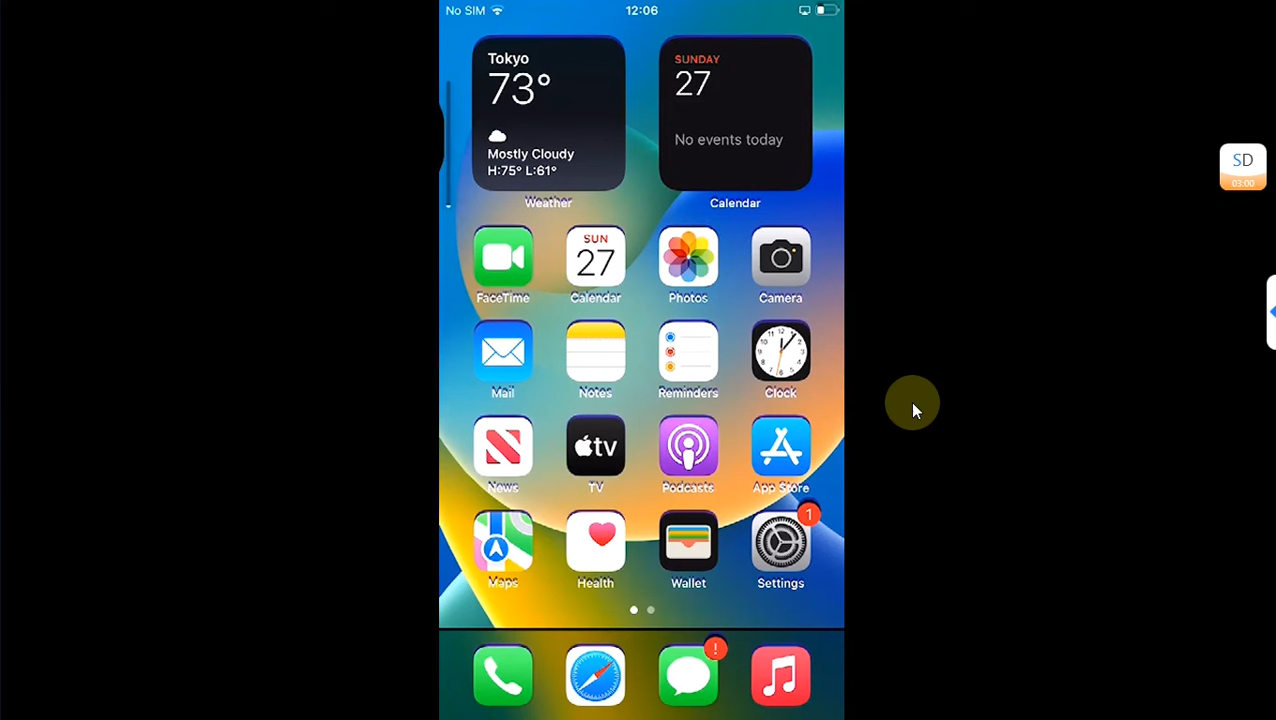 No SIM 12:06
Tokyo
73°
Mostly Cloudy
H:75° L:61°
Weather
SUNDAY
27
No events today
Calendar
SUN
27
FaceTime Calendar Photos Camera
Mail Notes Reminders Clock
tv
News TV Podcasts App Store
1
Maps Health Wallet Settings
!
SD
03:00